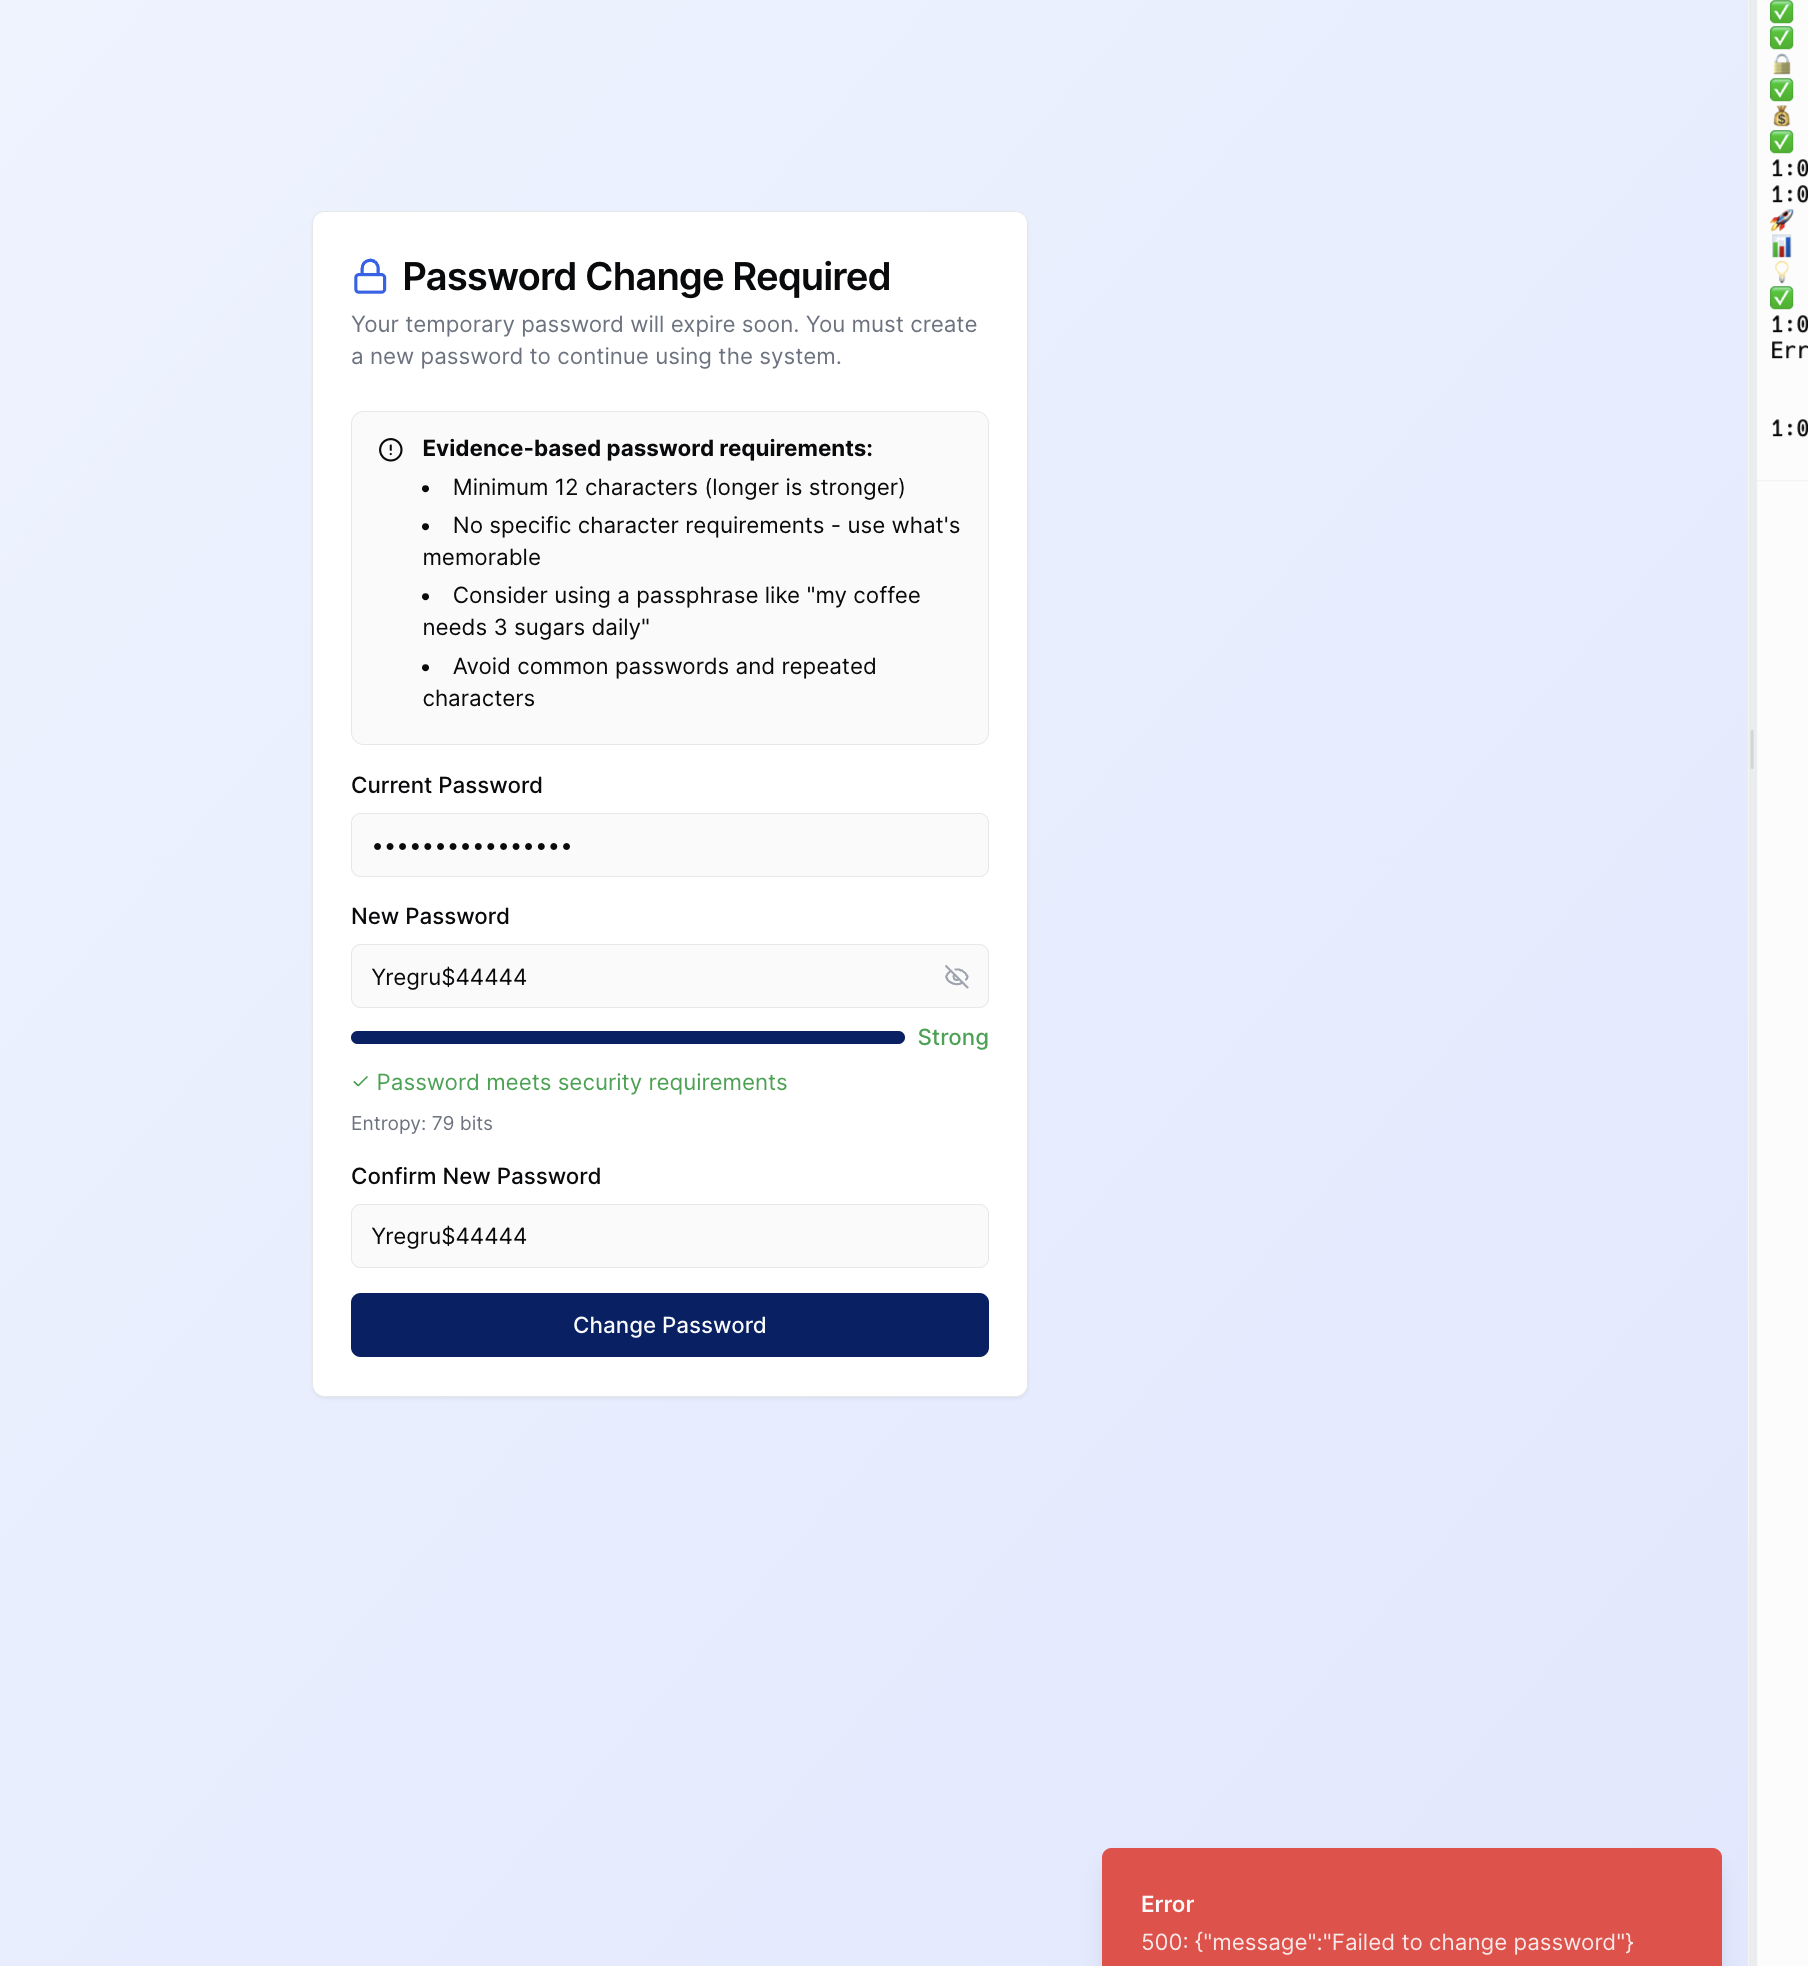 Password Change Required
Your temporary password will expire soon. You must create
a new password to continue using the system.
Evidence-based password requirements:
• Minimum 12 characters (longer is stronger)
• No specific character requirements - use what's
memorable
• Consider using a passphrase like "my coffee
needs 3 sugars daily"
• Avoid common passwords and repeated
characters
Current Password
••••••••••••••••
New Password
Yregru$44444
Strong
✓ Password meets security requirements
Entropy: 79 bits
Confirm New Password
Yregru$44444
Change Password
Error
500: {"message":"Failed to change password"}
1:0
1:0
1:0
Err
1:0